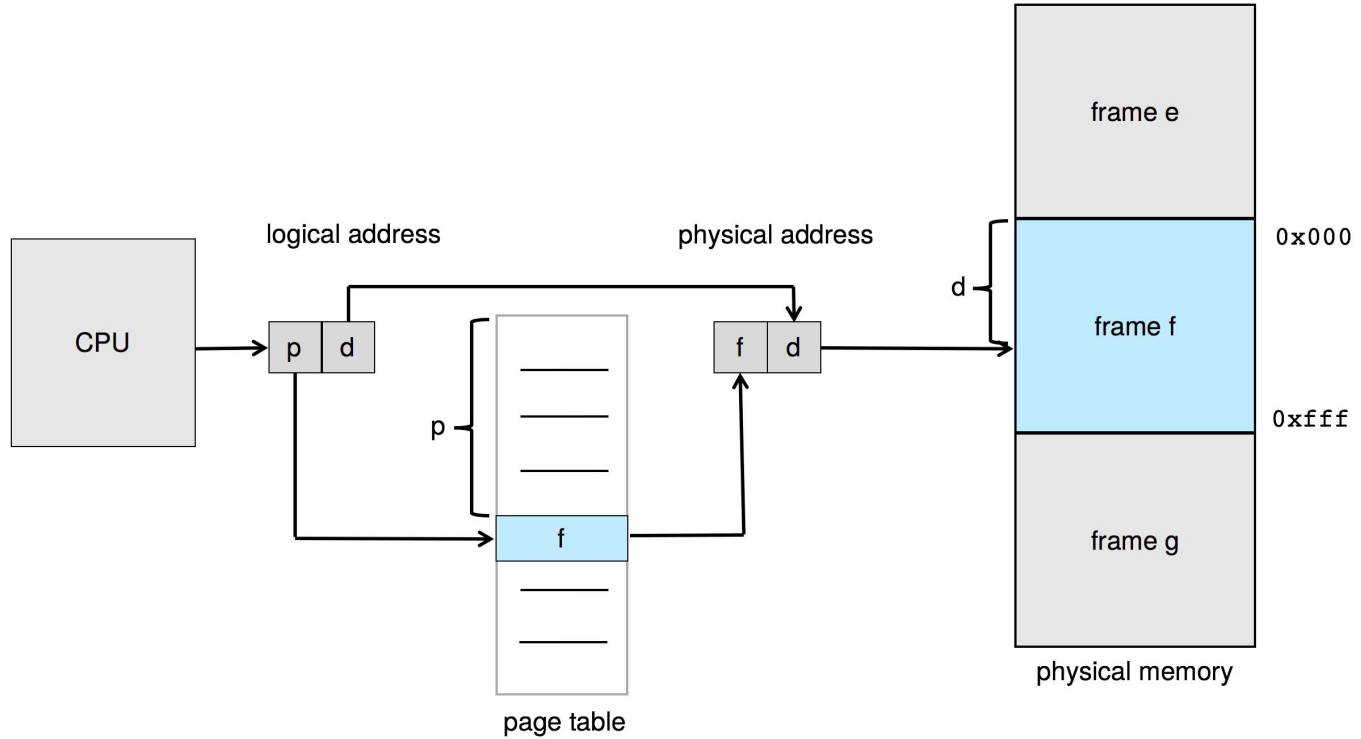 frame e
logical address
physical address
0x000
d
frame f
CPU
p d
f d
p
0xfff
f
frame g
physical memory
page table